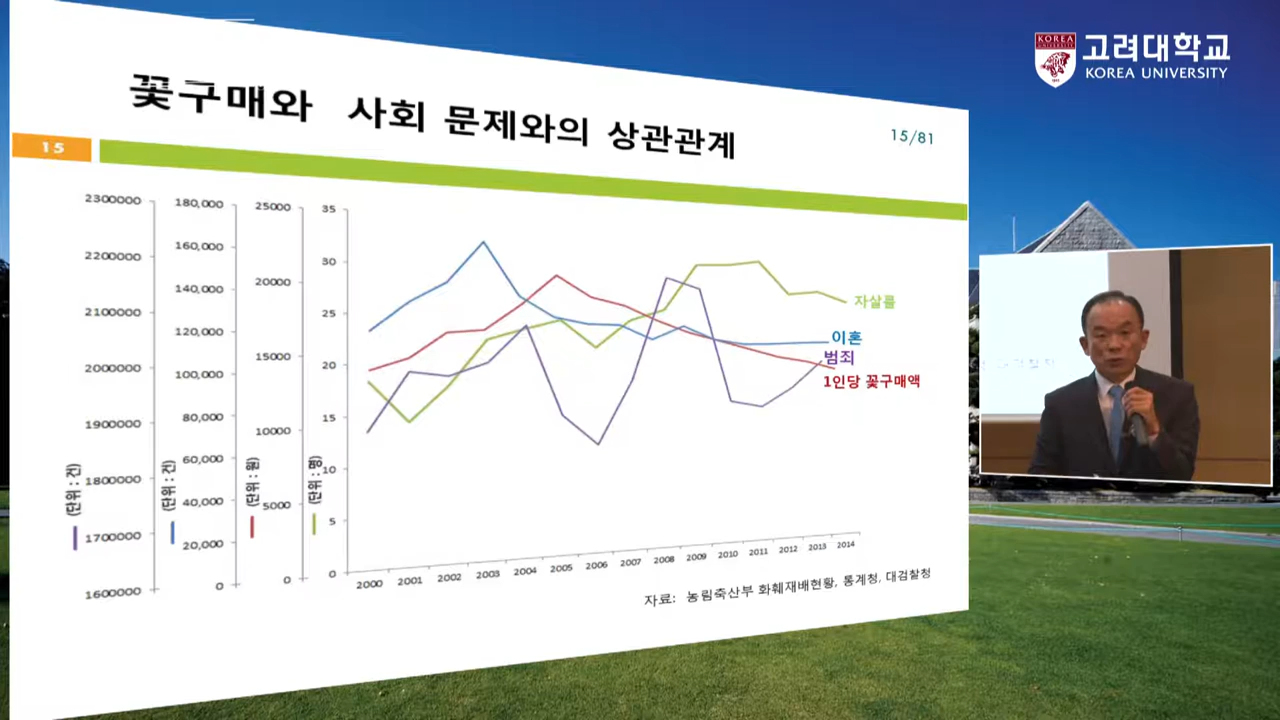 KOREA
UNIVERSITY
고려대학교
KOREA UNIVERSITY
꽃구매와 사회 문제와의 상관관계
15/81
15
2300000
2200000
2100000
2000000
1900000
1800000
1700000
1600000
(단위 : 건)
180,000
160,000
140,000
120,000
100,000
80,000
60,000
40,000
20,000
0
(단위 : 건)
25000
20000
15000
10000
5000
0
(단위 : 원)
35
30
25
20
15
10
5
0
(단위 : 명)
자살률
이혼
범죄
1인당 꽃구매액
2000 2001 2002 2003 2004 2005 2006 2007 2008 2009 2010 2011 2012 2013 2014
자료: 농림축산부 화훼재배현황, 통계청, 대검찰청